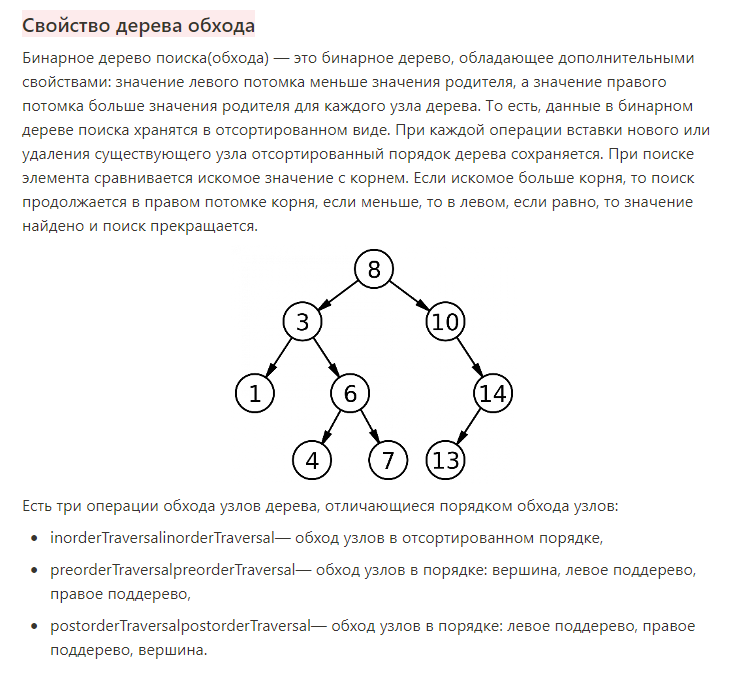 Свойство дерева обхода
Бинарное дерево поиска(обхода) — это бинарное дерево, обладающее дополнительными
свойствами: значение левого потомка меньше значения родителя, а значение правого
потомка больше значения родителя для каждого узла дерева. То есть, данные в бинарном
дереве поиска хранятся в отсортированном виде. При каждой операции вставки нового или
удаления существующего узла отсортированный порядок дерева сохраняется. При поиске
элемента сравнивается искомое значение с корнем. Если искомое больше корня, то поиск
продолжается в правом потомке корня, если меньше, то в левом, если равно, то значение
найдено и поиск прекращается.
8
3 10
1 6 14
4 7 13
Есть три операции обхода узлов дерева, отличающиеся порядком обхода узлов:
• inorderTraversalinorderTraversal— обход узлов в отсортированном порядке,
• preorderTraversalpreorderTraversal— обход узлов в порядке: вершина, левое поддерево,
правое поддерево,
• postorderTraversalpostorderTraversal— обход узлов в порядке: левое поддерево, правое
поддерево, вершина.